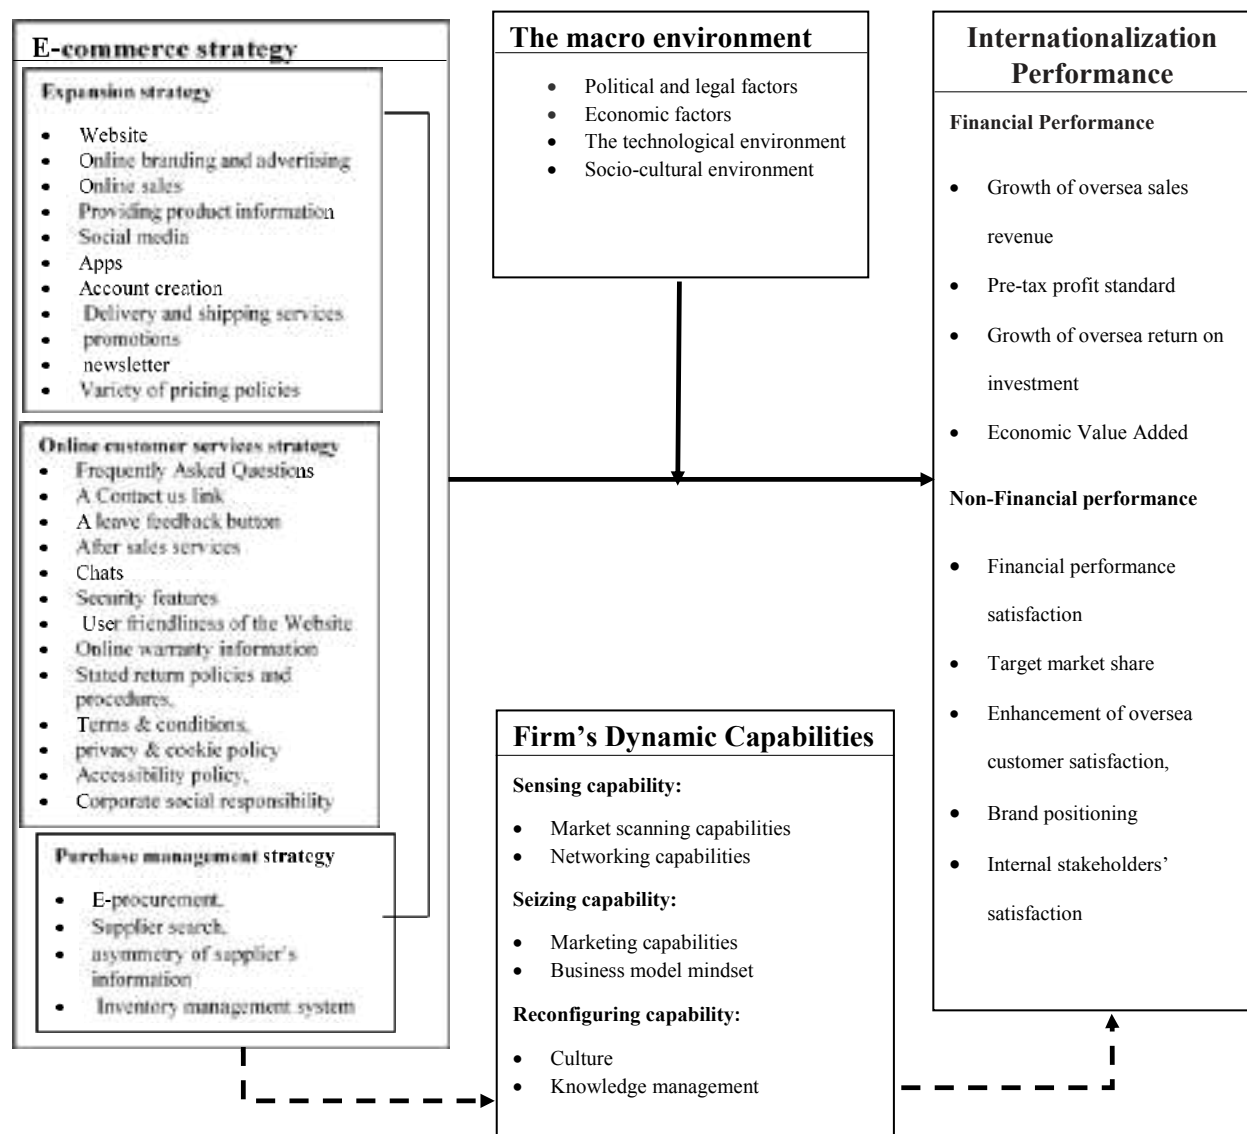 E-commerce strategy
Expansion strategy
• Website
• Online branding and advertising
• Online sales
• Providing product information
• Social media
• Apps
• Account creation
• Delivery and shipping services
• promotions
• newsletter
• Variety of pricing policies
Online customer services strategy
• Frequently Asked Questions
• A Contact us link
• A leave feedback button
• After sales services
• Chats
• Security features
• User friendliness of the Website
• Online warranty information
• Stated return policies and
procedures,
• Terms & conditions,
• privacy & cookie policy
• Accessibility policy,
• Corporate social responsibility
Purchase management strategy
• E-procurement,
• Supplier search,
• asymmetry of supplier's
information
• Inventory management system
The macro environment
• Political and legal factors
• Economic factors
• The technological environment
• Socio-cultural environment
Firm’s Dynamic Capabilities
Sensing capability:
• Market scanning capabilities
• Networking capabilities
Seizing capability:
• Marketing capabilities
• Business model mindset
Reconfiguring capability:
• Culture
• Knowledge management
Internationalization
Performance
Financial Performance
• Growth of oversea sales
revenue
• Pre-tax profit standard
• Growth of oversea return on
investment
• Economic Value Added
Non-Financial performance
• Financial performance
satisfaction
• Target market share
• Enhancement of oversea
customer satisfaction,
• Brand positioning
• Internal stakeholders’
satisfaction